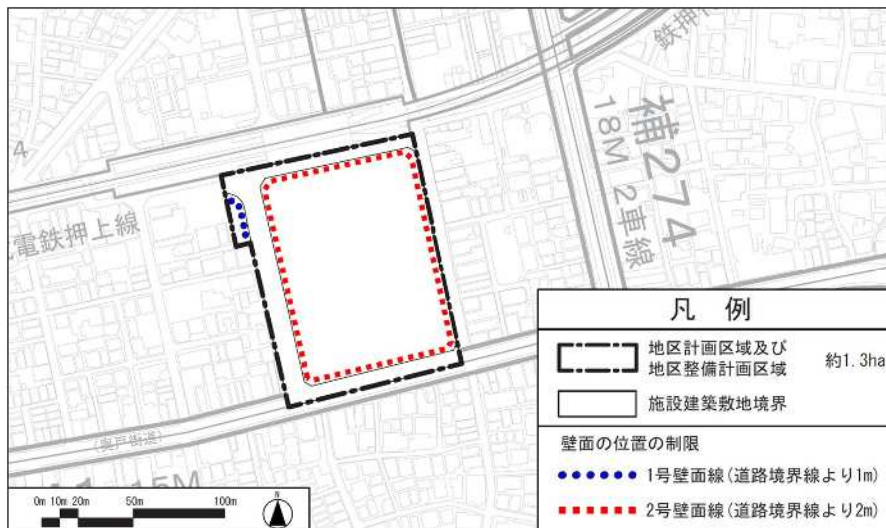 4
電鉄押上線
補274
18M 2車線
(奥戸街道)
15M
凡 例
地区計画区域及び
地区整備計画区域 約1.3ha
施設建築敷地境界
壁面の位置の制限
1号壁面線(道路境界線より1m)
2号壁面線(道路境界線より2m)
0m 10m 20m 50m 100m
N